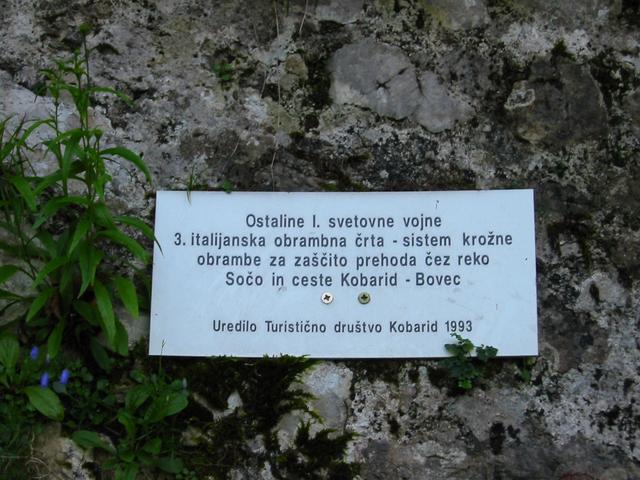 Ostaline I. svetovne vojne
3. italijanska obrambna črta - sistem krožne
obrambe za zaščito prehoda čez reko
Sočo in ceste Kobarid - Bovec
Uredilo Turistično društvo Kobarid 1993